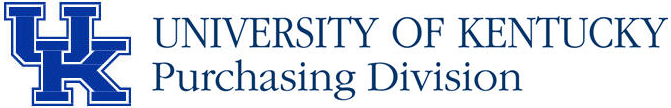 UK
UNIVERSITY OF KENTUCKY
Purchasing Division